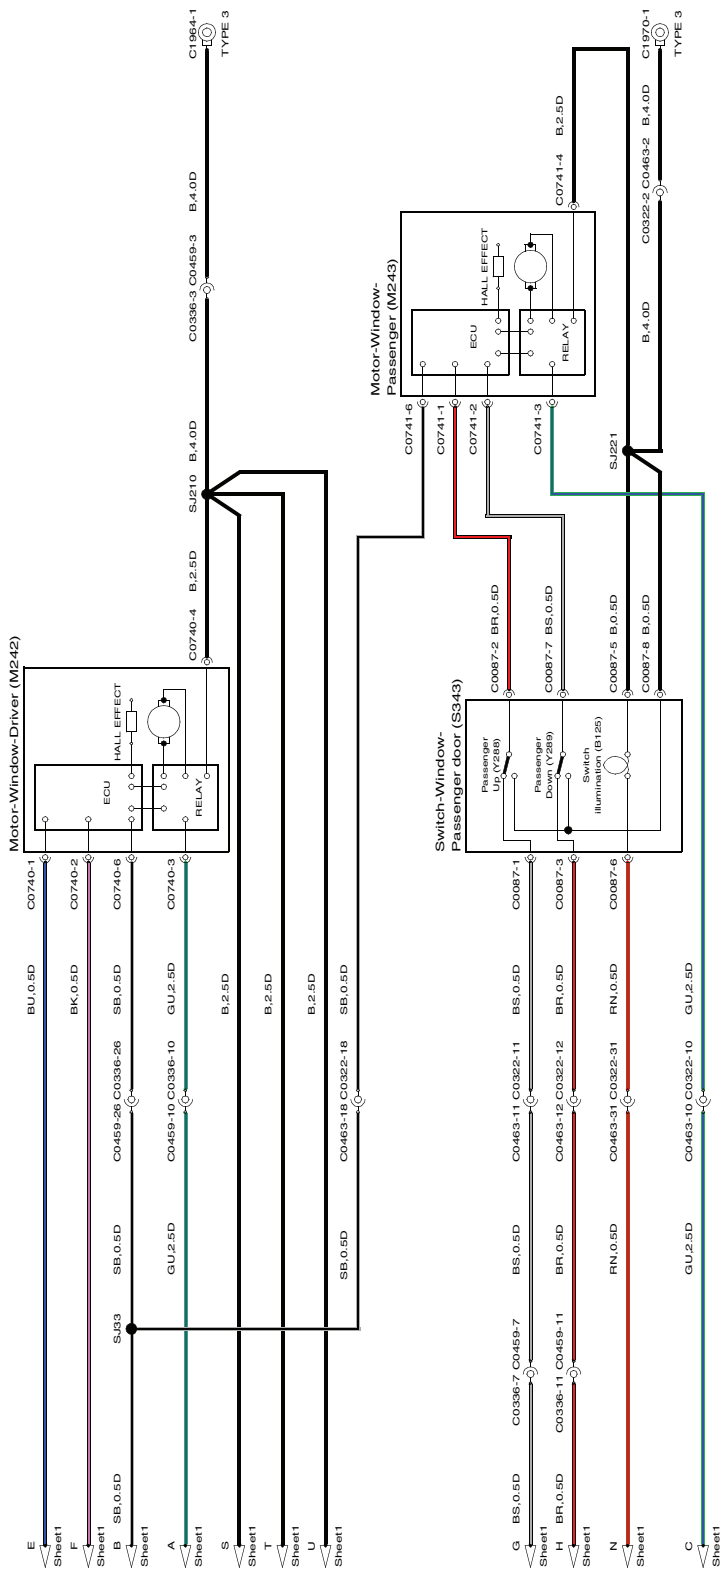 C1964-1
TYPE 3
B,4.0D
C0336-3 C0459-3
B,4.0D
SJ210
B,2.5D
C0740-4
Motor-Window-Driver (M242)
HALL EFFECT
ECU
RELAY
C0740-1
C0740-2
C0740-6
C0740-3
BU,0.5D
BK,0.5D
SB,0.5D
GU,2.5D
B,2.5D
B,2.5D
B,2.5D
SB,0.5D
C0459-26 C0336-26
C0459-10 C0336-10
C0463-18 C0322-18
SB,0.5D
GU,2.5D
SB,0.5D
SJ33
SB,0.5D
E
Sheet1
F
Sheet1
B
Sheet1
A
Sheet1
S
Sheet1
T
Sheet1
U
Sheet1
C1970-1
TYPE 3
B,4.0D
C0322-2 C0463-2
B,4.0D
B,2.5D
C0741-4
Motor-Window-
Passenger (M243)
HALL EFFECT
ECU
RELAY
C0741-6
C0741-1
C0741-2
C0741-3
SJ221
C0087-2 BR,0.5D
C0087-7 BS,0.5D
C0087-5 B,0.5D
C0087-8 B,0.5D
Switch-Window-
Passenger door (S343)
Passenger
Up (Y288)
Passenger
Down (Y289)
Switch
illumination (B125)
C0087-1
C0087-3
C0087-6
BS,0.5D
BR,0.5D
RN,0.5D
GU,2.5D
C0463-11 C0322-11
C0463-12 C0322-12
C0463-31 C0322-31
C0463-10 C0322-10
BS,0.5D
BR,0.5D
RN,0.5D
GU,2.5D
C0336-7 C0459-7
C0336-11 C0459-11
BS,0.5D
BR,0.5D
G
Sheet1
H
Sheet1
N
Sheet1
C
Sheet1